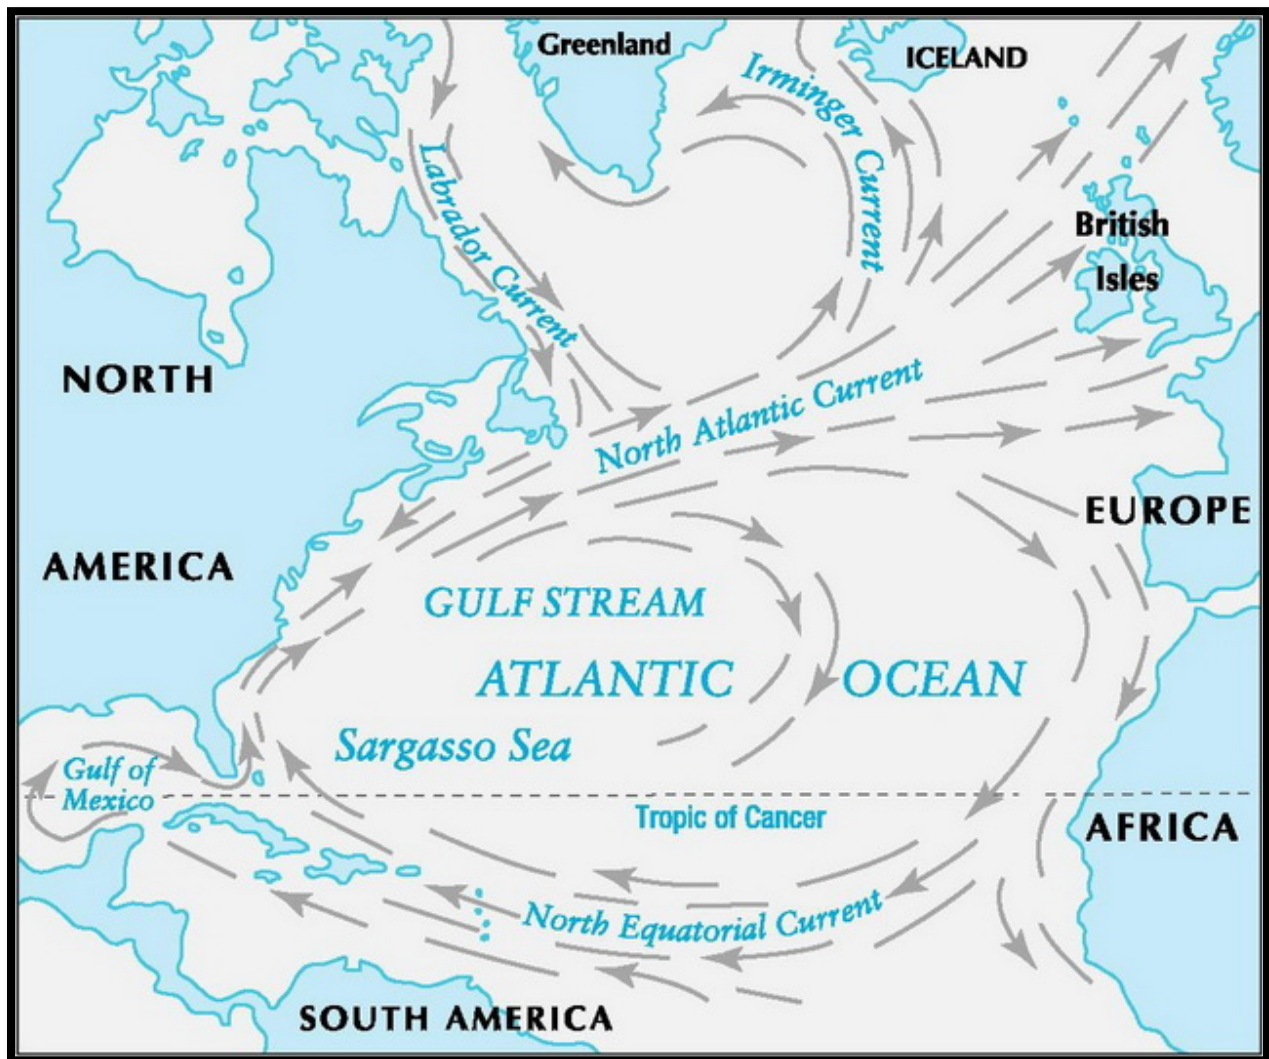 Greenland
ICELAND
Irminger Current
Labrador Current
British
Isles
NORTH
North Atlantic Current
EUROPE
AMERICA
GULF STREAM
ATLANTIC OCEAN
Sargasso Sea
Gulf of
Mexico
Tropic of Cancer
AFRICA
North Equatorial Current
SOUTH AMERICA